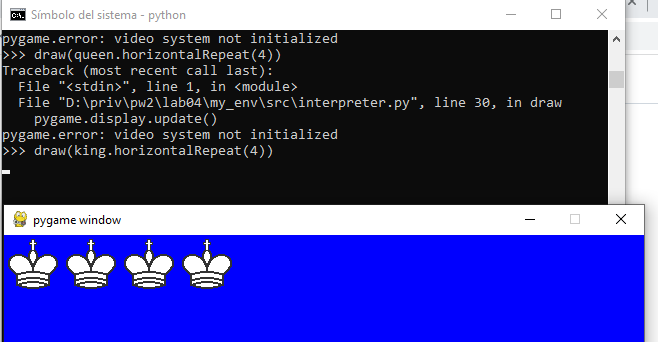 Símbolo del sistema - python
pygame.error: video system not initialized
>>> draw(queen.horizontalRepeat(4))
Traceback (most recent call last):
  File "<stdin>", line 1, in <module>
  File "D:\priv\pw2\lab04\my_env\src\interpreter.py", line 30, in draw
    pygame.display.update()
pygame.error: video system not initialized
>>> draw(king.horizontalRepeat(4))
pygame window